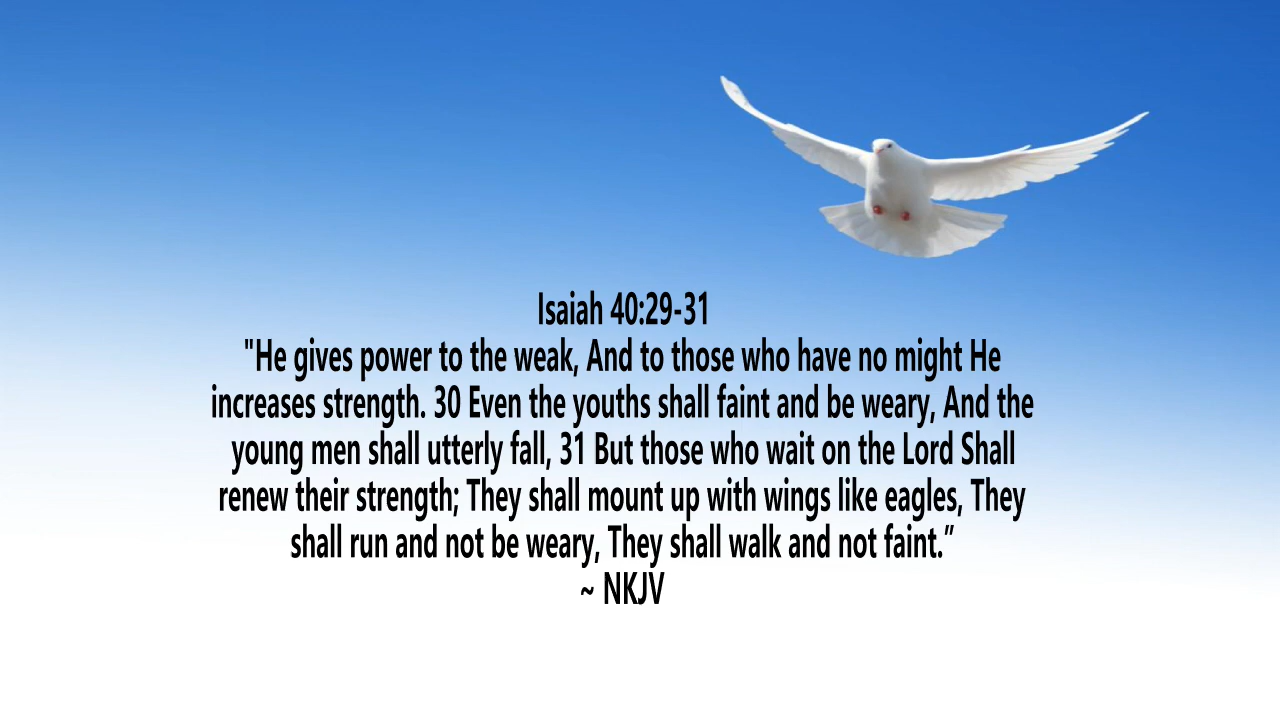 Isaiah 40:29-31
"He gives power to the weak, And to those who have no might He
increases strength. 30 Even the youths shall faint and be weary, And the
young men shall utterly fall, 31 But those who wait on the Lord Shall
renew their strength; They shall mount up with wings like eagles, They
shall run and not be weary, They shall walk and not faint.”
~ NKJV